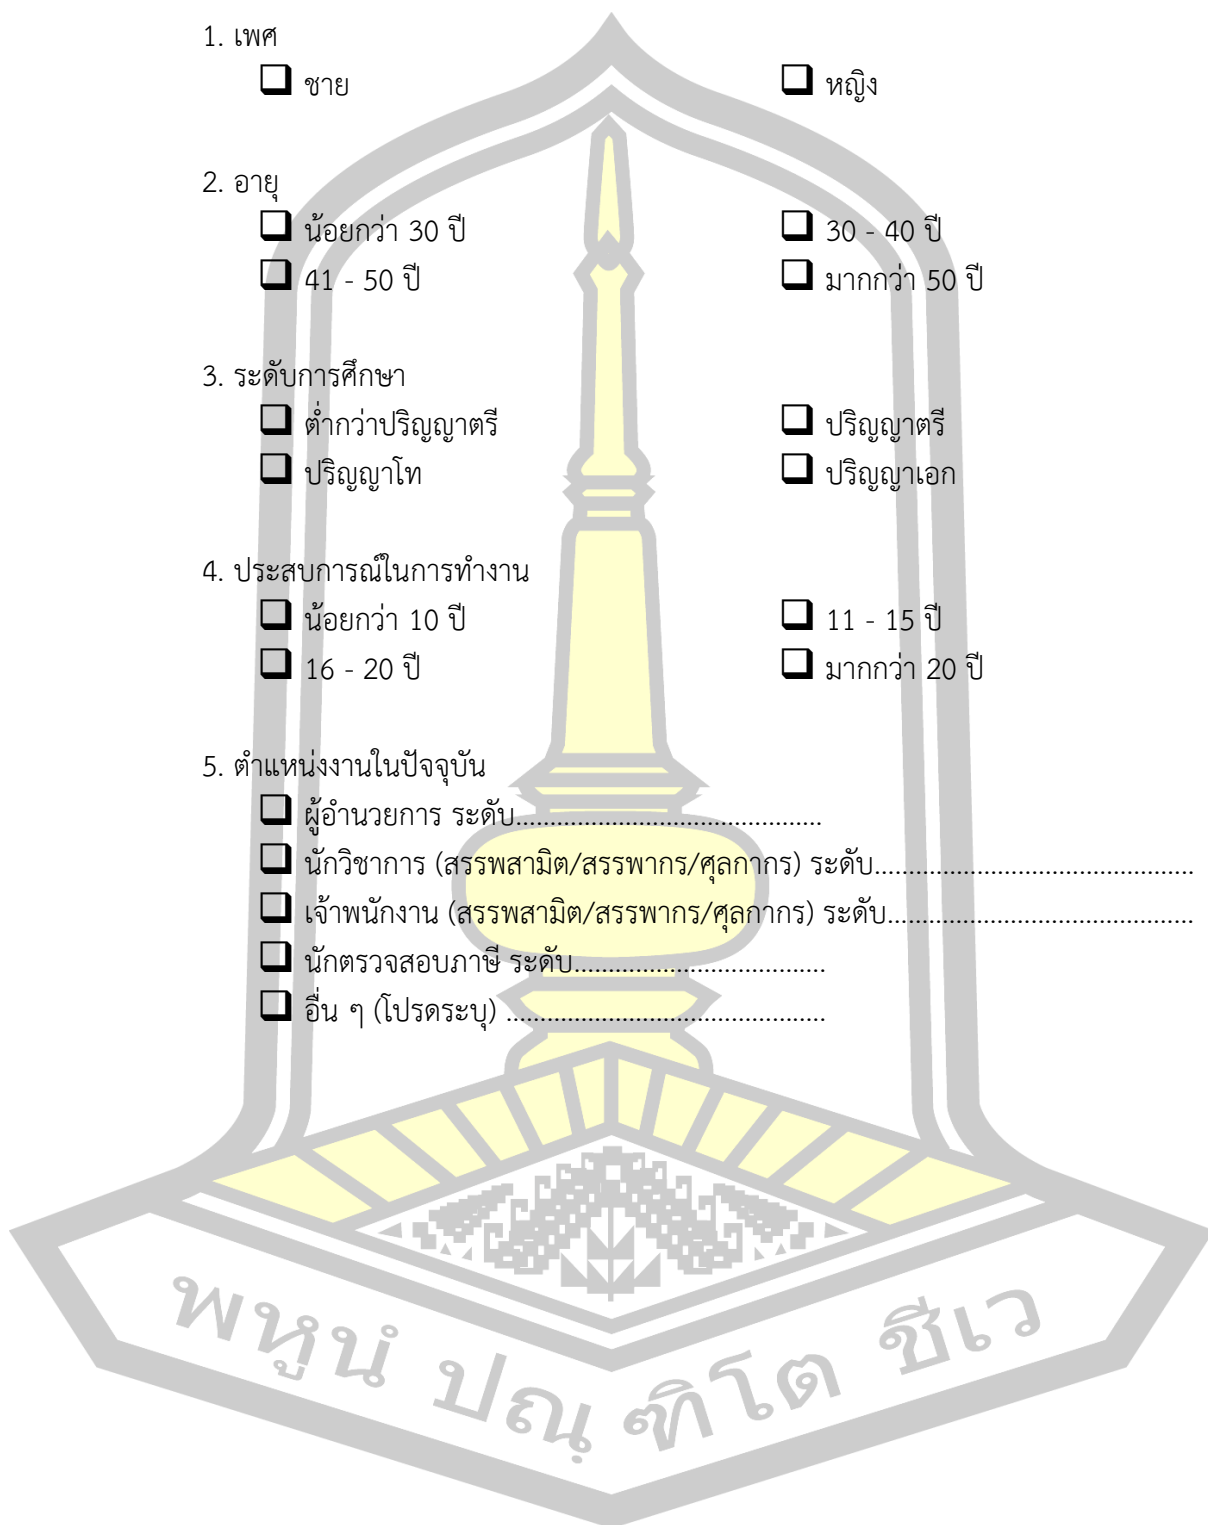 1. เพศ
❑ ชาย ❑ หญิง
2. อายุ
❑ น้อยกว่า 30 ปี ❑ 30 - 40 ปี
❑ 41 - 50 ปี ❑ มากกว่า 50 ปี
3. ระดับการศึกษา
❑ ต่ำกว่าปริญญาตรี ❑ ปริญญาตรี
❑ ปริญญาโท ❑ ปริญญาเอก
4. ประสบการณ์ในการทำงาน
❑ น้อยกว่า 10 ปี ❑ 11 - 15 ปี
❑ 16 - 20 ปี ❑ มากกว่า 20 ปี
5. ตำแหน่งงานในปัจจุบัน
❑ ผู้อำนวยการ ระดับ.............................................
❑ นักวิชาการ (สรรพสามิต/สรรพากร/ศุลกากร) ระดับ...............................................
❑ เจ้าพนักงาน (สรรพสามิต/สรรพากร/ศุลกากร) ระดับ.............................................
❑ นักตรวจสอบภาษี ระดับ.....................................
❑ อื่น ๆ (โปรดระบุ) ...............................................
พหูนํ ปณฺ ฑิโต ชีเว